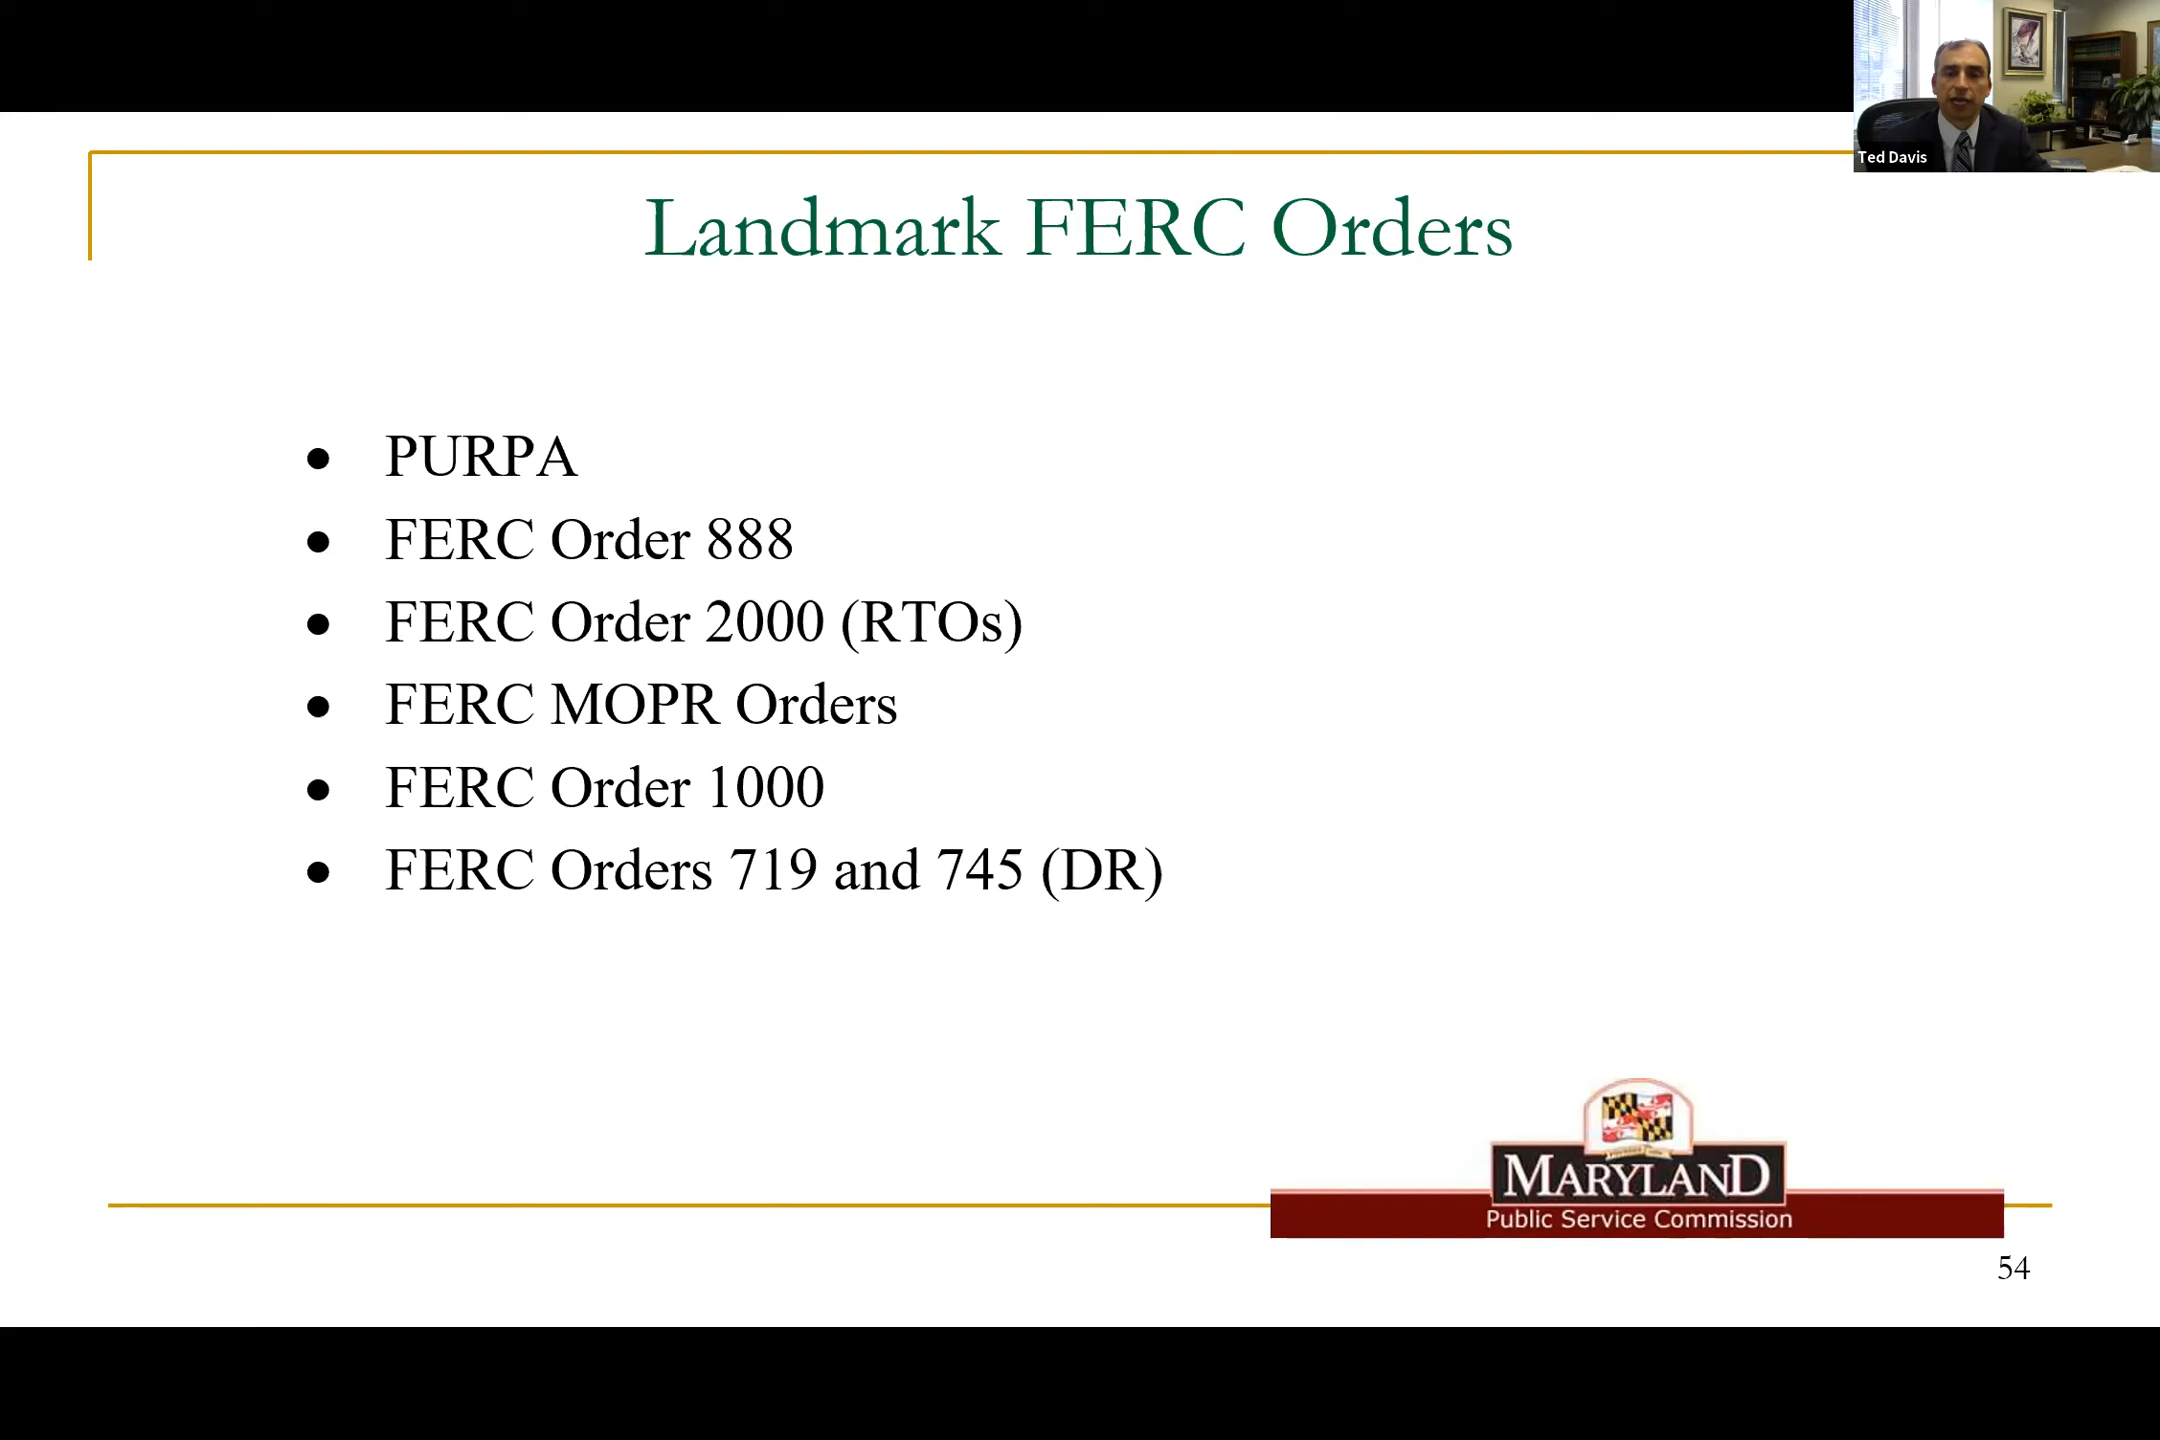 Ted Davis
Landmark FERC Orders
• PURPA
• FERC Order 888
• FERC Order 2000 (RTOs)
• FERC MOPR Orders
• FERC Order 1000
• FERC Orders 719 and 745 (DR)
MARYLAND
Public Service Commission
54